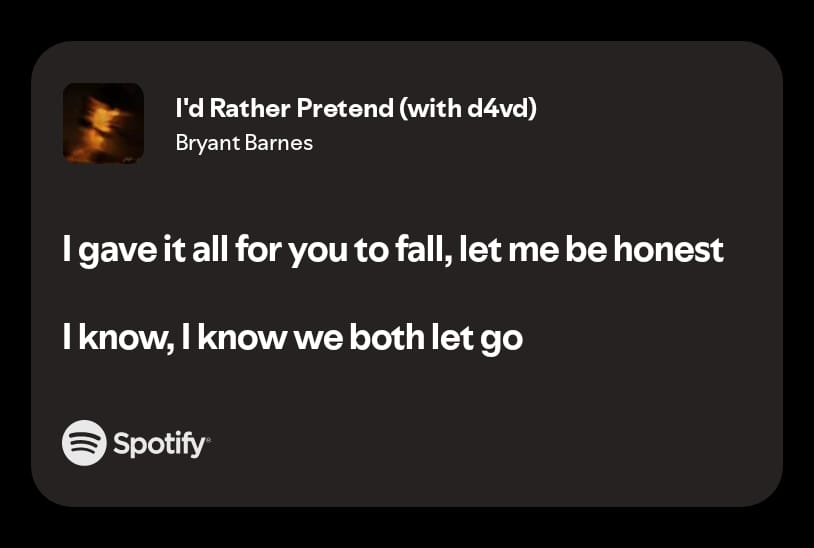 I'd Rather Pretend (with d4vd)
Bryant Barnes
I gave it all for you to fall, let me be honest
I know, I know we both let go
Spotify®